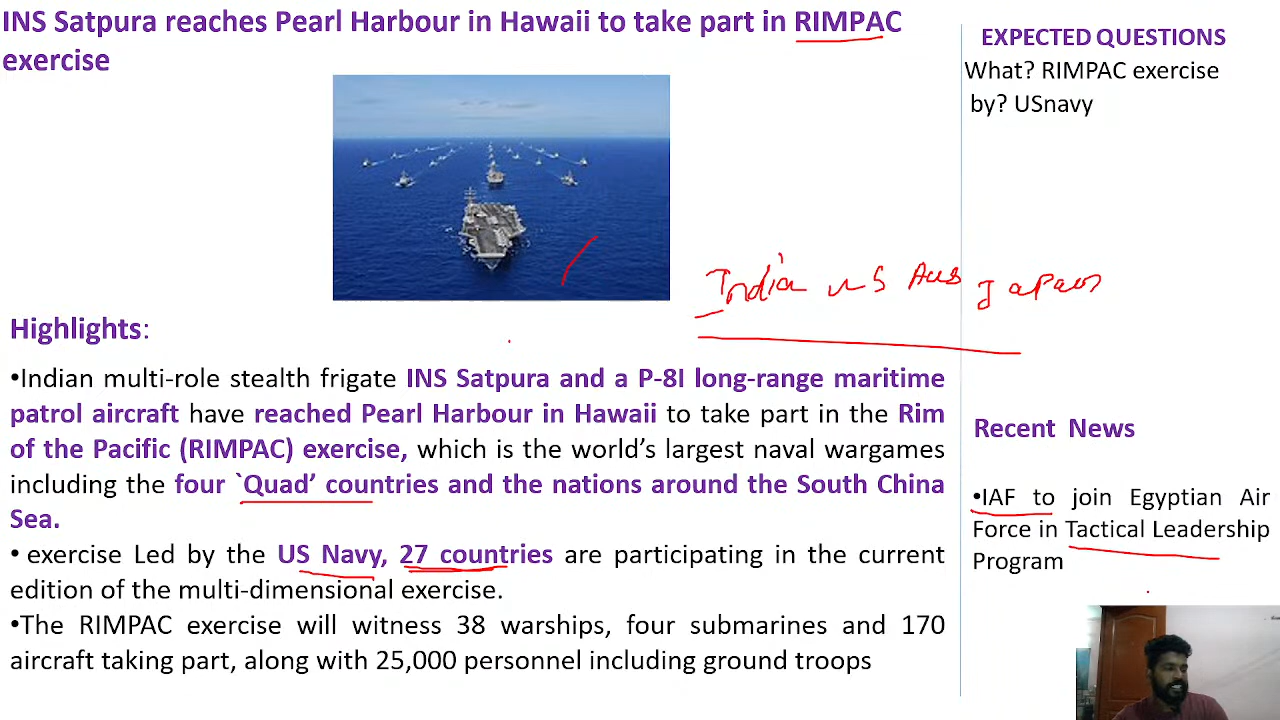 INS Satpura reaches Pearl Harbour in Hawaii to take part in RIMPAC
exercise
India US Aus Japan
Highlights:
•Indian multi-role stealth frigate INS Satpura and a P-8I long-range maritime
patrol aircraft have reached Pearl Harbour in Hawaii to take part in the Rim
of the Pacific (RIMPAC) exercise, which is the world’s largest naval wargames
including the four `Quad’ countries and the nations around the South China
Sea.
• exercise Led by the US Navy, 27 countries are participating in the current
edition of the multi-dimensional exercise.
•The RIMPAC exercise will witness 38 warships, four submarines and 170
aircraft taking part, along with 25,000 personnel including ground troops
EXPECTED QUESTIONS
What? RIMPAC exercise
by? USnavy
Recent News
•IAF to join Egyptian Air
Force in Tactical Leadership
Program